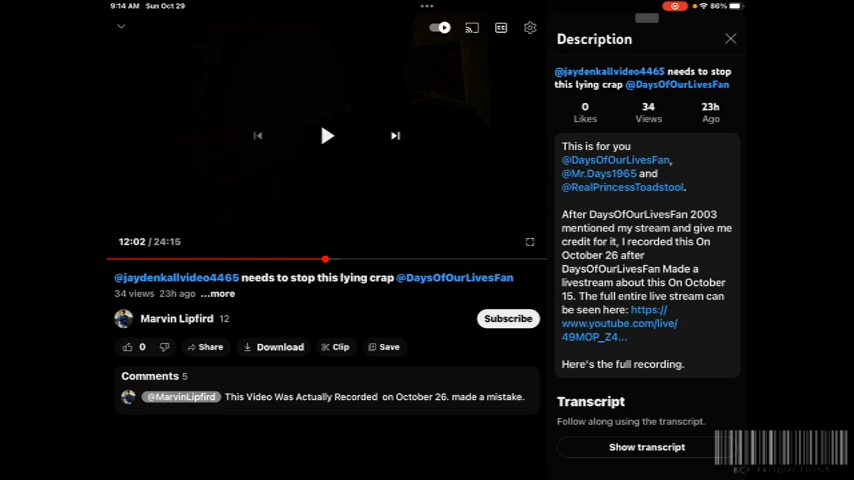 9:14 AM Sun Oct 29
86%
CC
12:02 / 24:15
@jaydenkallvideo4465 needs to stop this lying crap @DaysOfOurLivesFan
34 views 23h ago ...more
Marvin Lipfird 12
Subscribe
0
Share
Download
Clip
Save
Comments 5
@MarvinLipfird This Video Was Actually Recorded on October 26. made a mistake.
Description
@jaydenkallvideo4465 needs to stop
this lying crap @DaysOfOurLivesFan
0 34 23h
Likes Views Ago
This is for you
@DaysOfOurLivesFan,
@Mr.Days1965 and
@RealPrincessToadstool.
After DaysOfOurLivesFan 2003
mentioned my stream and give me
credit for it, I recorded this On
October 26 after
DaysOfOurLivesFan Made a
livestream about this On October
15. The full entire live stream can
be seen here: https://
www.youtube.com/live/
49MOP_Z4...
Here's the full recording.
Transcript
Follow along using the transcript.
Show transcript
BCP PRODUCTIONS